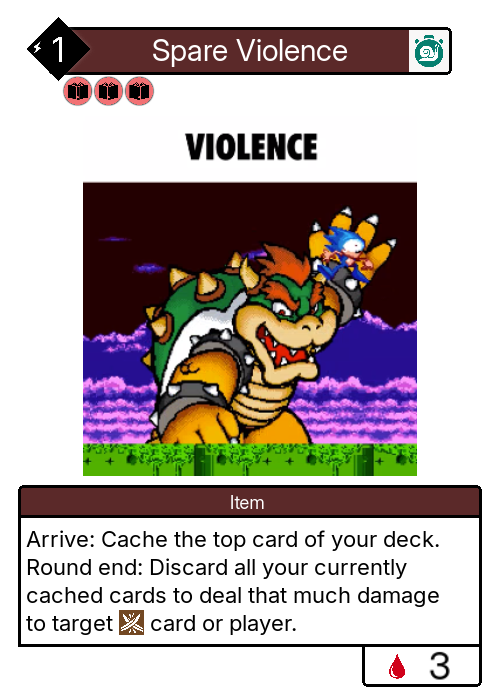 1
Spare Violence
VIOLENCE
Item
Arrive: Cache the top card of your deck.
Round end: Discard all your currently
cached cards to deal that much damage
to target card or player.
3